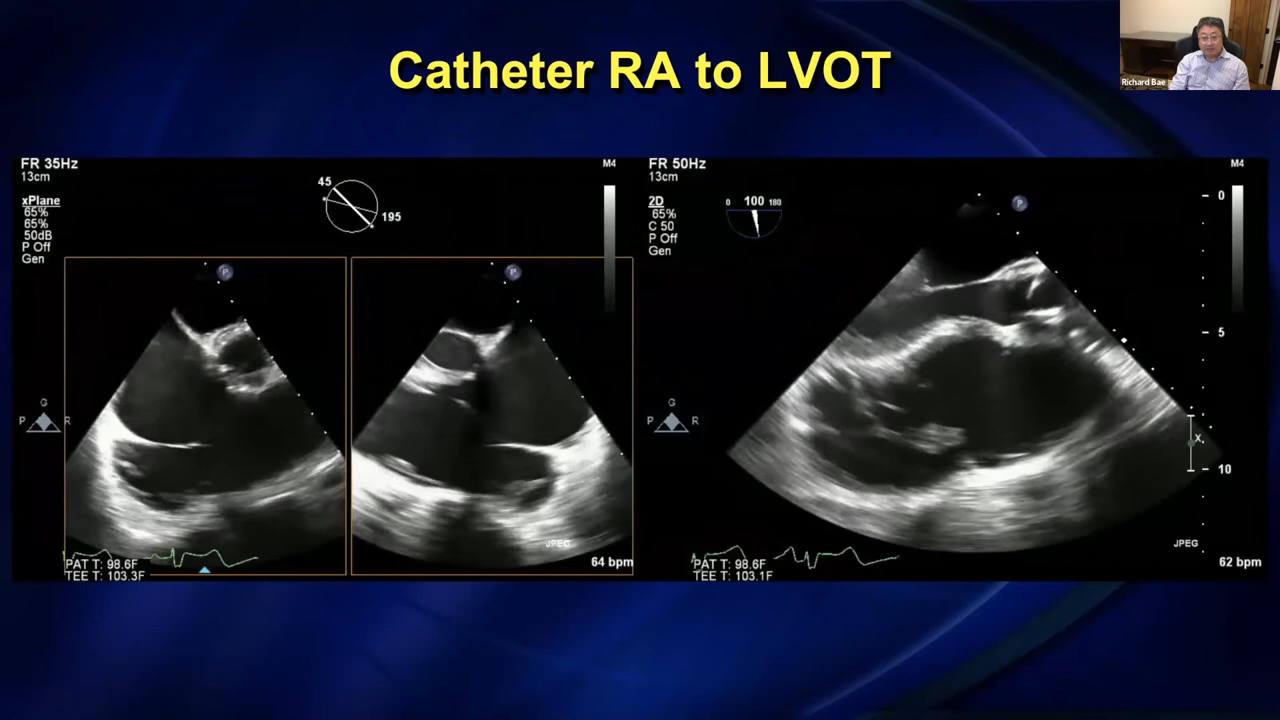 Catheter RA to LVOT
Richard Bae
FR 35Hz
13cm
M4
xPlane
65%
65%
50dB
P Off
Gen
45
195
P
P
G
P R
JPEG
PAT T: 98.6F
TEE T: 103.3F
64 bpm
FR 50Hz
13cm
M4
2D
65%
C 50
P Off
Gen
0 100 180
P
0
5
X
10
G
P R
JPEG
PAT T: 98.6F
TEE T: 103.1F
62 bpm